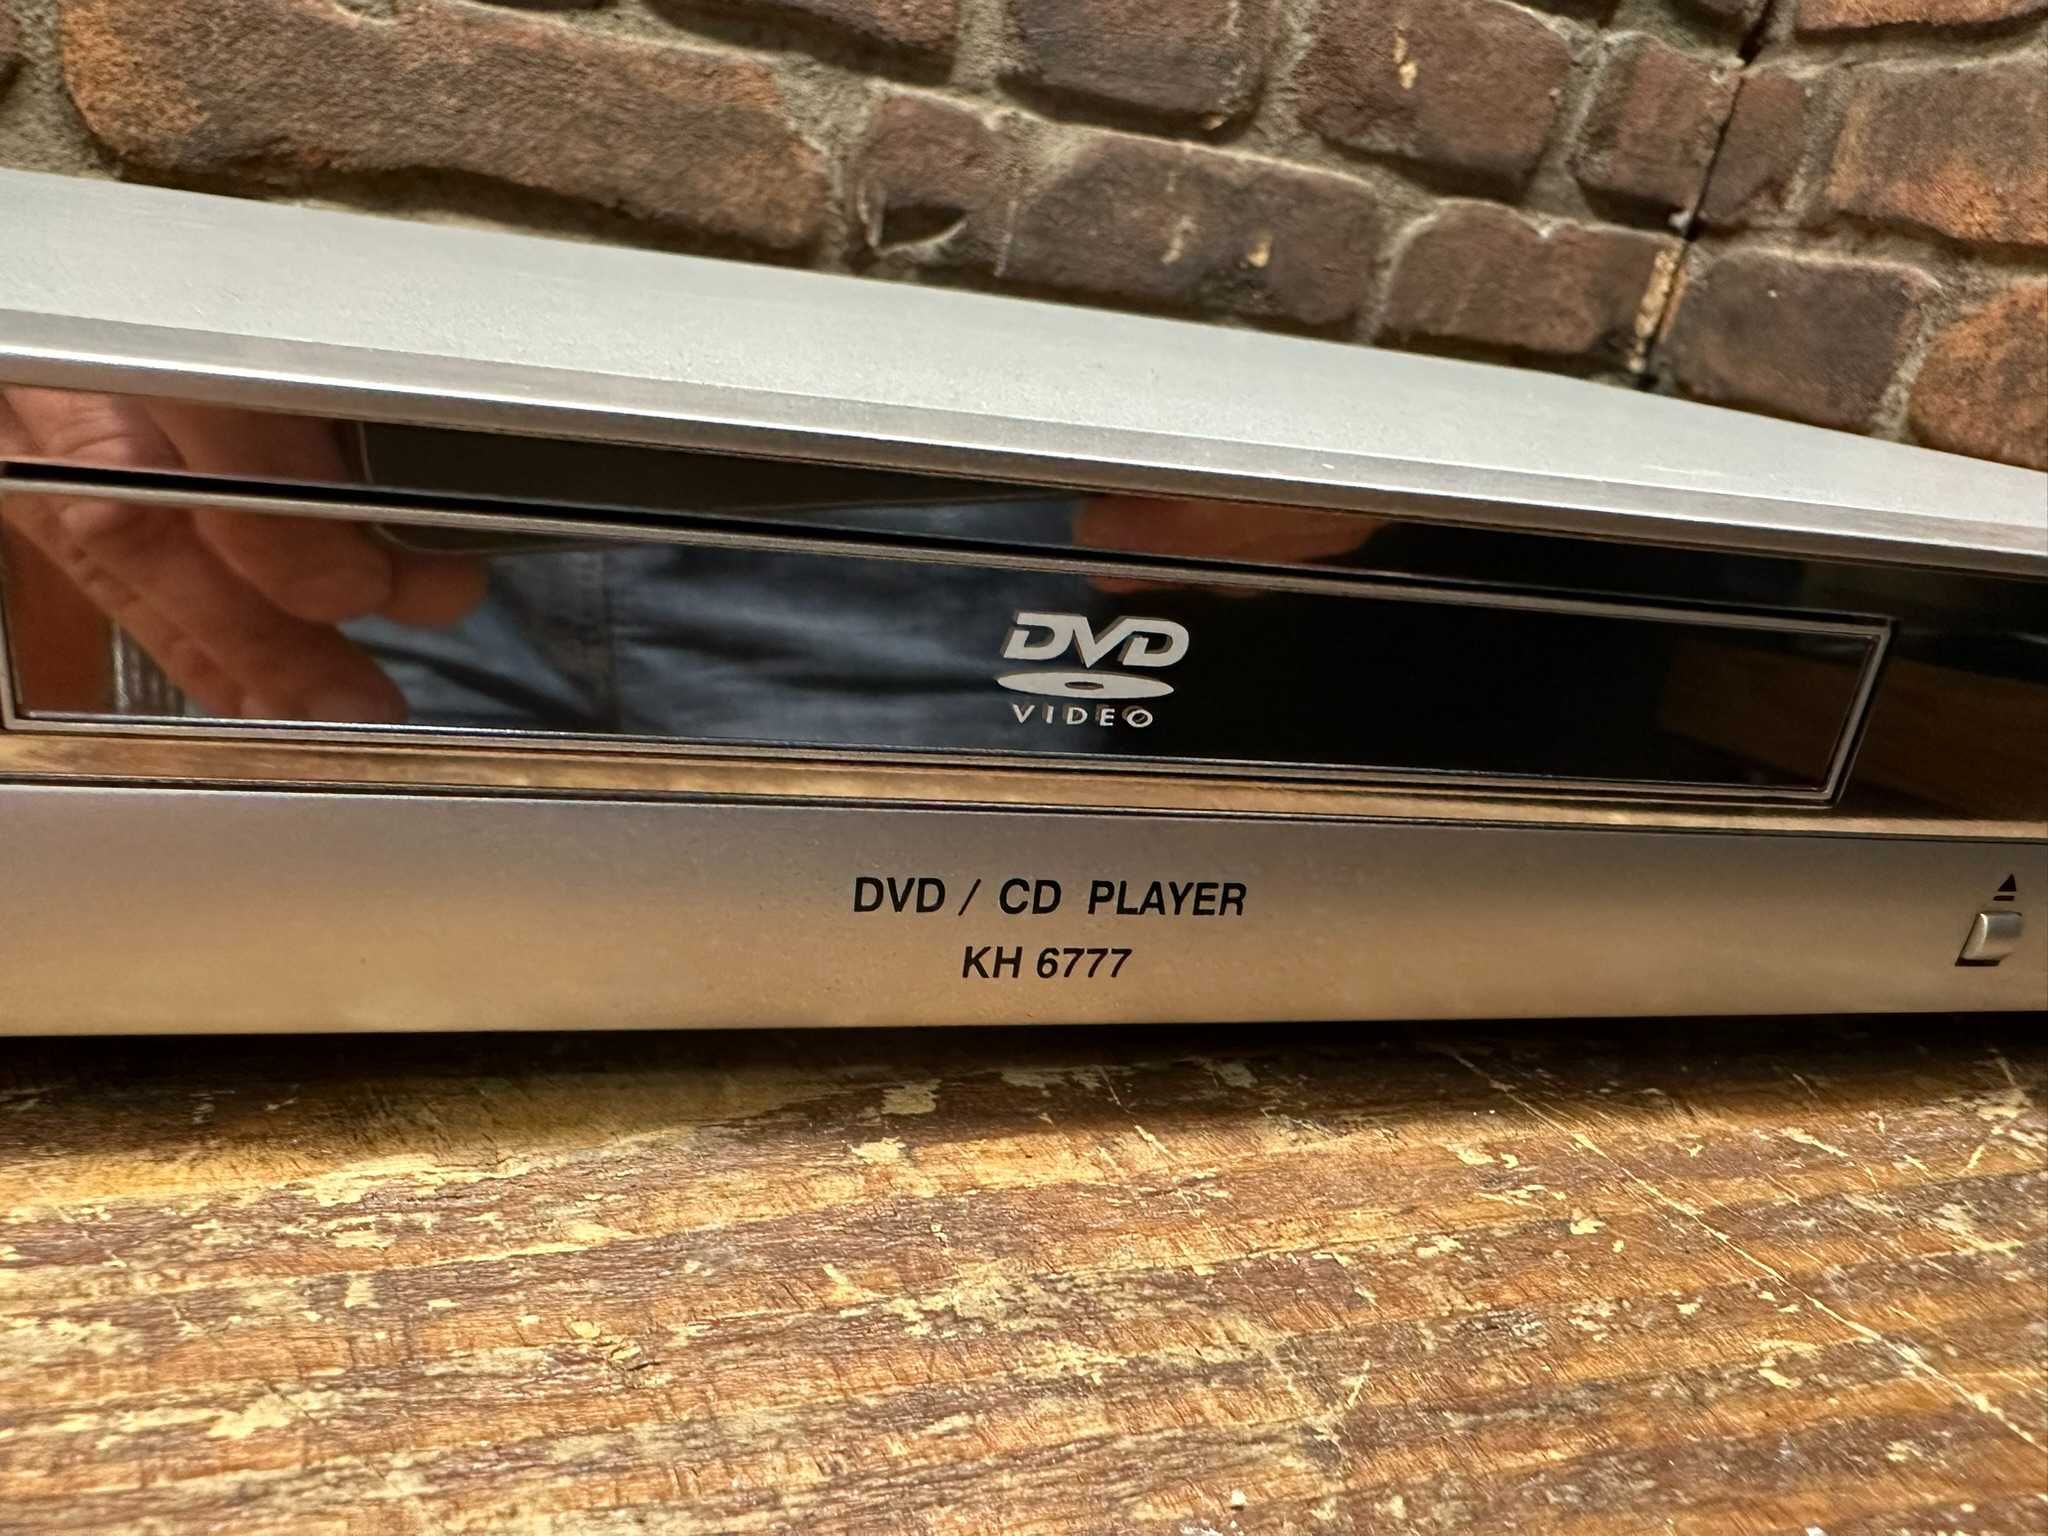 DVD
VIDEO
DVD / CD PLAYER
KH 6777